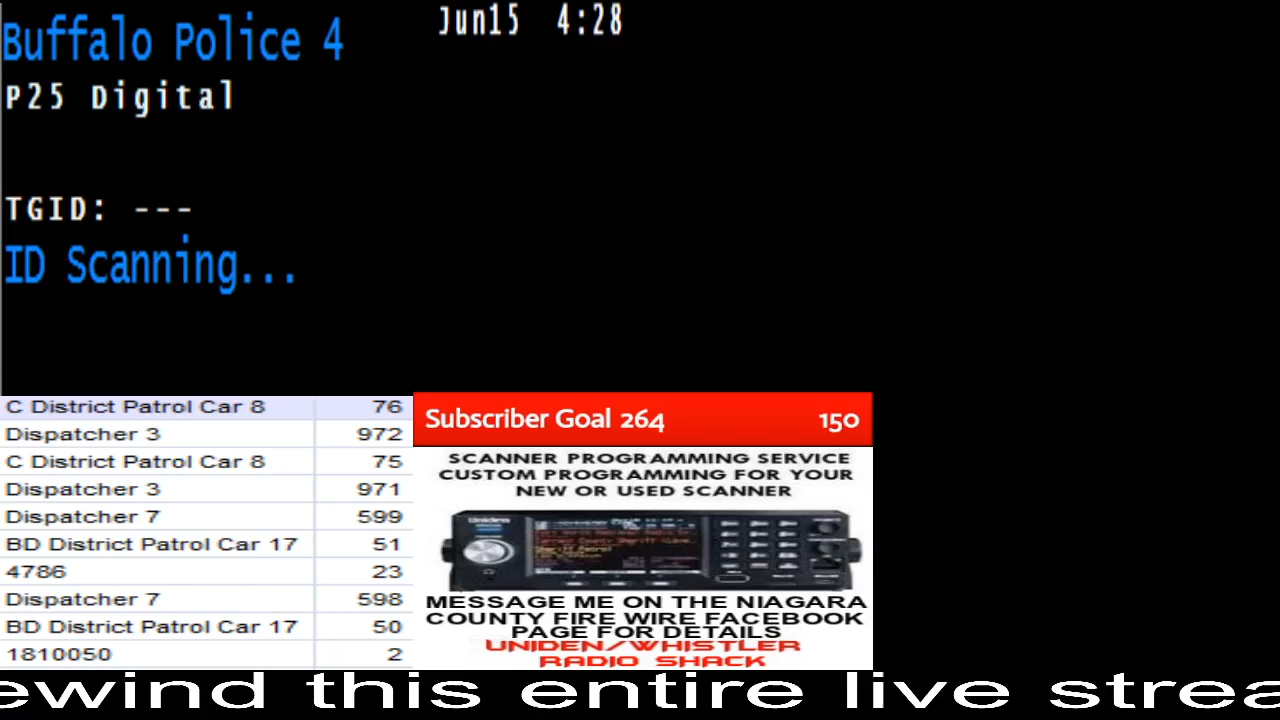 Buffalo Police 4
Jun15 4:28
P25 Digital
TGID: ---
ID Scanning...
C District Patrol Car 8 76
Dispatcher 3 972
C District Patrol Car 8 75
Dispatcher 3 971
Dispatcher 7 599
BD District Patrol Car 17 51
4786 23
Dispatcher 7 598
BD District Patrol Car 17 50
1810050 2
Subscriber Goal 264 150
SCANNER PROGRAMMING SERVICE
CUSTOM PROGRAMMING FOR YOUR
NEW OR USED SCANNER
Uniden
MESSAGE ME ON THE NIAGARA
COUNTY FIRE WIRE FACEBOOK
PAGE FOR DETAILS
UNIDEN/WHISTLER
RADIO SHACK
ewind this entire live strea